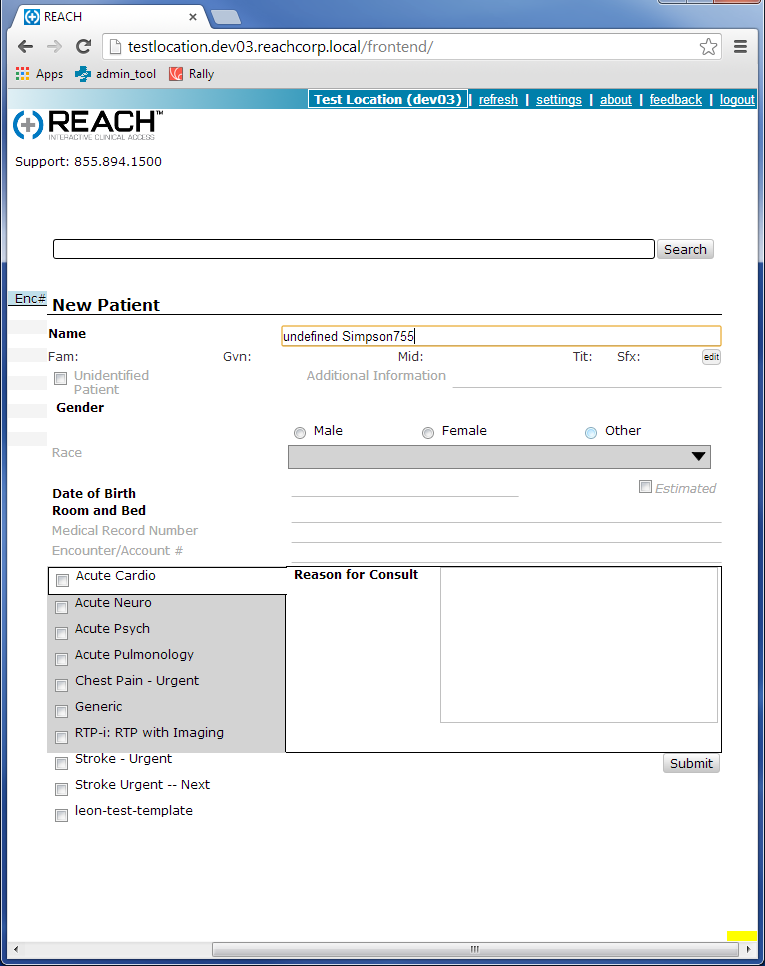 REACH
testlocation.dev03.reachcorp.local/frontend/
Apps admin_tool Rally
Test Location (dev03) | refresh | settings | about | feedback | logout
REACH™
INTERACTIVE CLINICAL ACCESS
Support: 855.894.1500
Search
Enc#
New Patient
Name undefined Simpson755
Fam: Gvn: Mid: Tit: Sfx: edit
Unidentified Patient Additional Information
Gender
Male Female Other
Race
Date of Birth Estimated
Room and Bed
Medical Record Number
Encounter/Account #
Acute Cardio Reason for Consult
Acute Neuro
Acute Psych
Acute Pulmonology
Chest Pain - Urgent
Generic
RTP-i: RTP with Imaging
Stroke - Urgent Submit
Stroke Urgent -- Next
leon-test-template